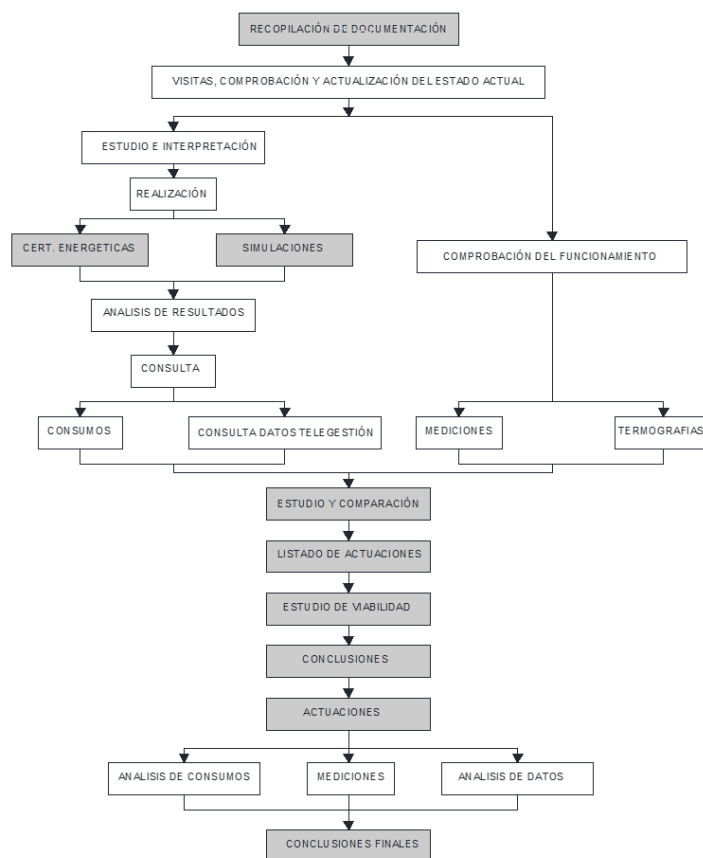 RECOPILACIÓN DE DOCUMENTACIÓN
VISITAS, COMPROBACIÓN Y ACTUALIZACIÓN DEL ESTADO ACTUAL
ESTUDIO E INTERPRETACIÓN
REALIZACIÓN
CERT. ENERGETICAS
SIMULACIONES
COMPROBACIÓN DEL FUNCIONAMIENTO
ANALISIS DE RESULTADOS
CONSULTA
CONSUMOS
CONSULTA DATOS TELEGESTIÓN
MEDICIONES
TERMOGRAFIAS
ESTUDIO Y COMPARACIÓN
LISTADO DE ACTUACIONES
ESTUDIO DE VIABILIDAD
CONCLUSIONES
ACTUACIONES
ANALISIS DE CONSUMOS
MEDICIONES
ANALISIS DE DATOS
CONCLUSIONES FINALES